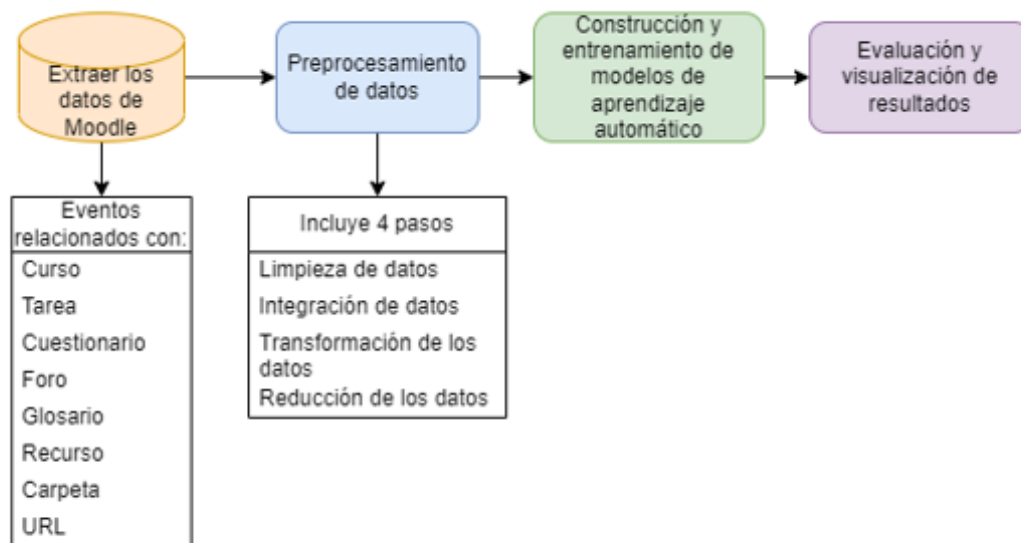 Extraer los
datos de
Moodle
Preprocesamiento
de datos
Construcción y
entrenamiento de
modelos de
aprendizaje
automático
Evaluación y
visualización de
resultados
Eventos
relacionados con:
Curso
Tarea
Cuestionario
Foro
Glosario
Recurso
Carpeta
URL
Incluye 4 pasos
Limpieza de datos
Integración de datos
Transformación de los
datos
Reducción de los datos